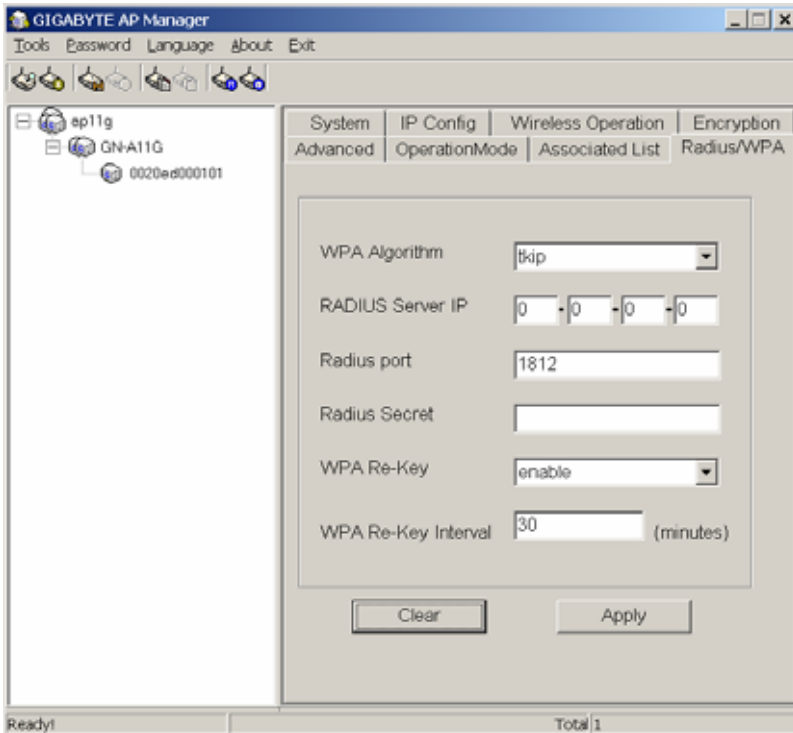 GIGABYTE AP Manager
Tools Password Language About Exit
ap11g
GN-A11G
0020ed000101
System IP Config Wireless Operation Encryption
Advanced OperationMode Associated List Radius/WPA
WPA Algorithm tkip
RADIUS Server IP 0 - 0 - 0 - 0
Radius port 1812
Radius Secret
WPA Re-Key enable
WPA Re-Key Interval 30 (minutes)
Clear Apply
Ready! Total 1